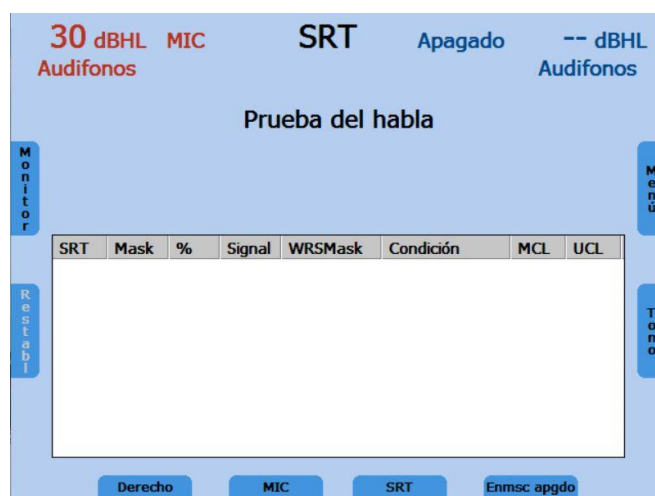 30 dBHL MIC SRT Apagado -- dBHL
Audifonos Audifonos
Prueba del habla
Monitor
Menú
SRT Mask % Signal WRSMask Condición MCL UCL
Restabl
Tono
Derecho MIC SRT Enmsc apgdo